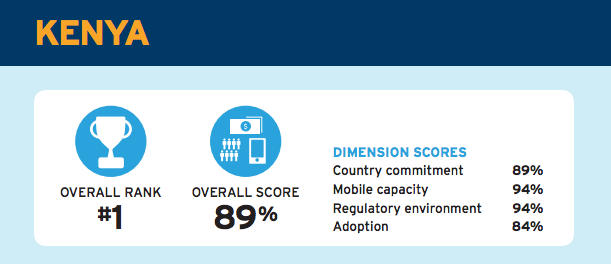 KENYA
OVERALL RANK
#1
OVERALL SCORE
89%
DIMENSION SCORES
Country commitment 89%
Mobile capacity 94%
Regulatory environment 94%
Adoption 84%